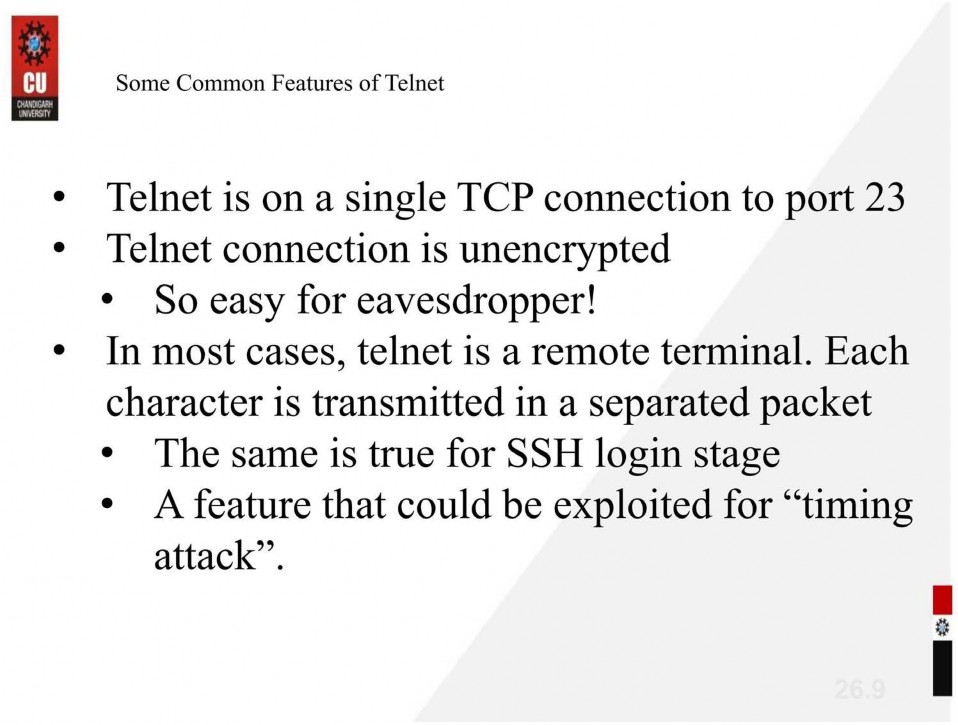 CU
CHANDIGARH
UNIVERSITY
Some Common Features of Telnet
• Telnet is on a single TCP connection to port 23
• Telnet connection is unencrypted
• So easy for eavesdropper!
• In most cases, telnet is a remote terminal. Each
character is transmitted in a separated packet
• The same is true for SSH login stage
• A feature that could be exploited for “timing
attack”.
26.9